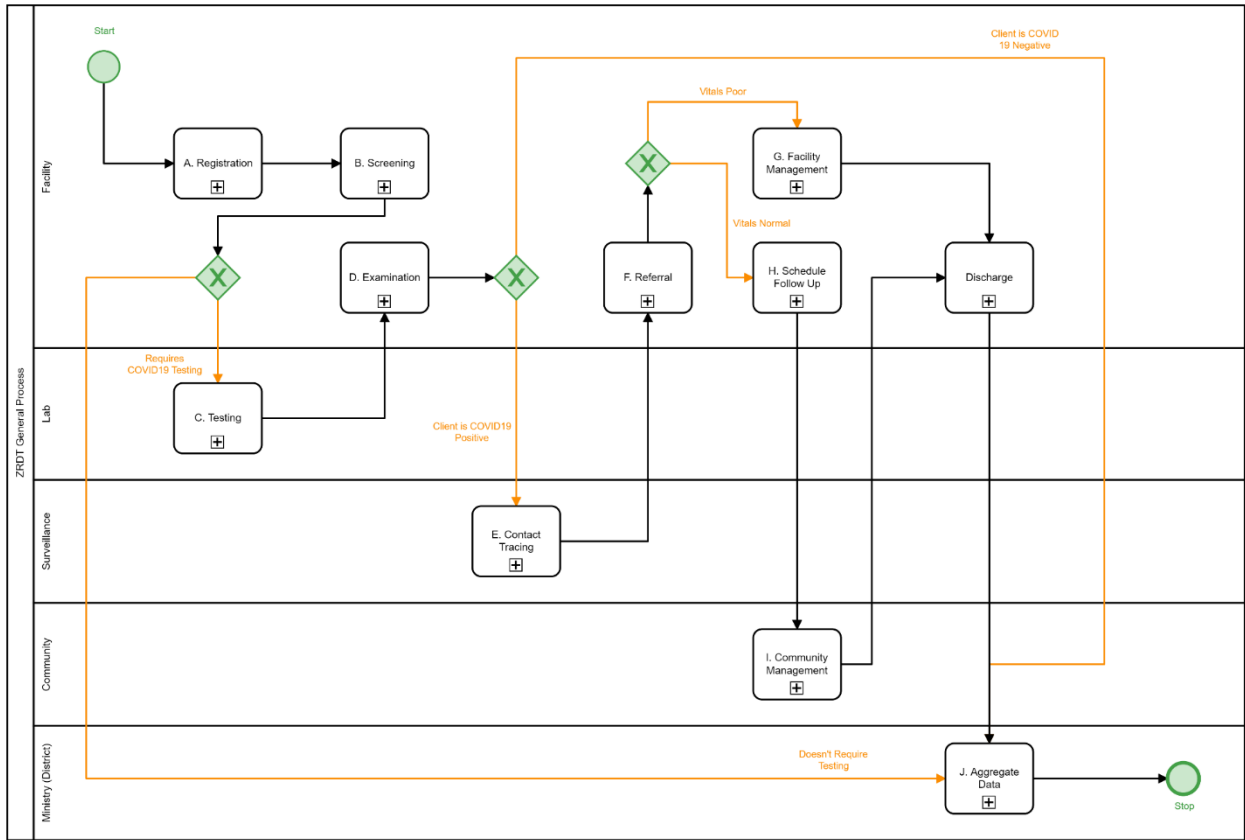 ZRDT General Process
Facility
Start
A. Registration
B. Screening
D. Examination
Client is COVID
19 Negative
Vitals Poor
G. Facility
Management
Vitals Normal
F. Referral
H. Schedule
Follow Up
Discharge
Lab
Requires
COVID19 Testing
C. Testing
Client is COVID19
Positive
Surveillance
E. Contact
Tracing
Community
I. Community
Management
Ministry (District)
Doesn't Require
Testing
J. Aggregate
Data
Stop